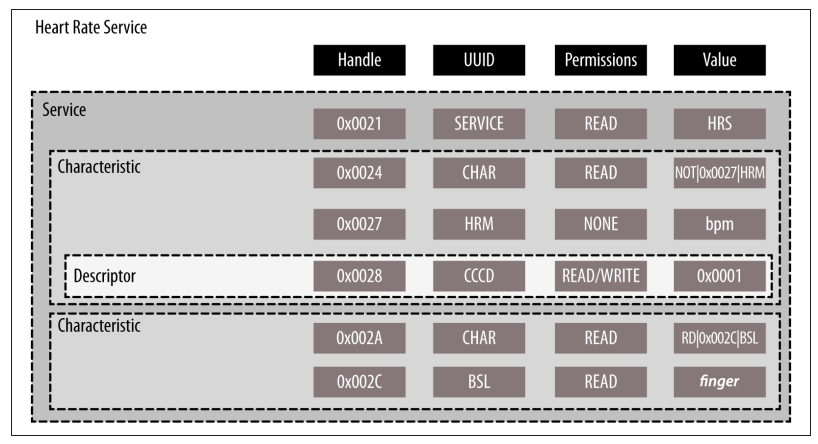 Heart Rate Service
Handle UUID Permissions Value
Service
0x0021 SERVICE READ HRS
Characteristic
0x0024 CHAR READ NOT|0x0027|HRM
0x0027 HRM NONE bpm
Descriptor
0x0028 CCCD READ/WRITE 0x0001
Characteristic
0x002A CHAR READ RD|0x002C|BSL
0x002C BSL READ finger